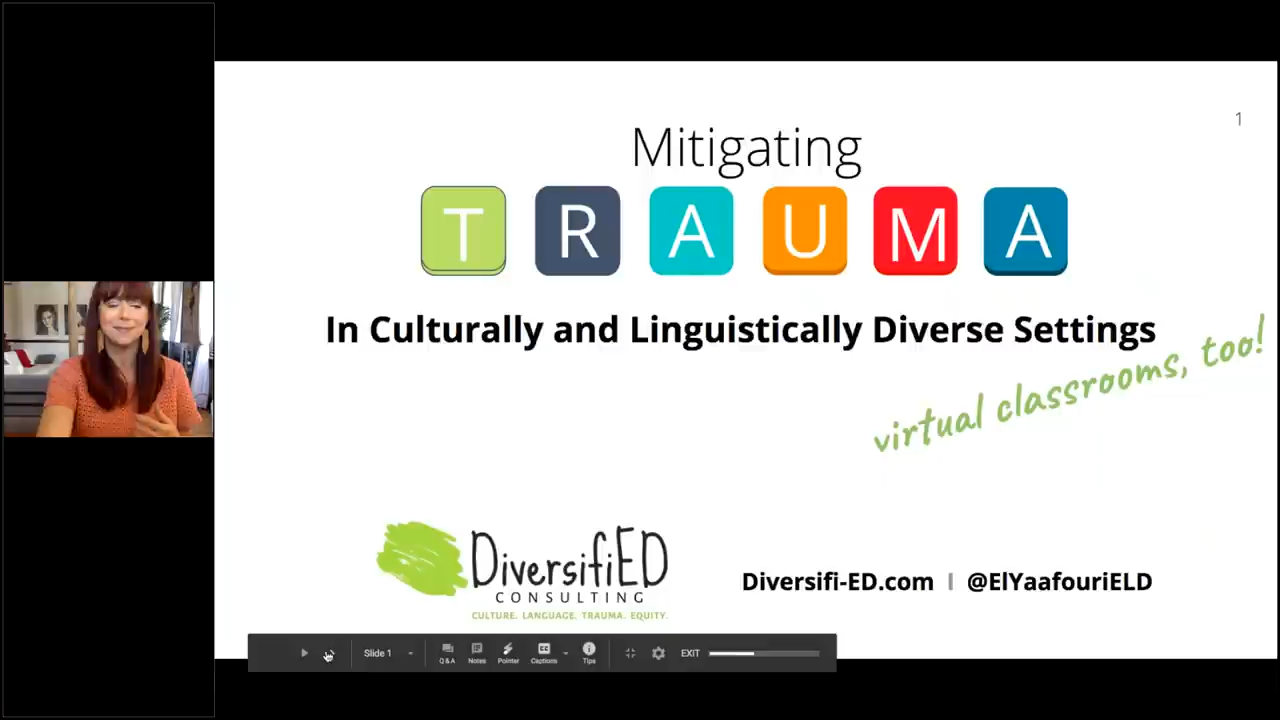 1
Mitigating
TRAUMA
In Culturally and Linguistically Diverse Settings
virtual classrooms, too!
DiversifiED
CONSULTING
CULTURE. LANGUAGE. TRAUMA. EQUITY.
Diversifi-ED.com | @ElYaafouriELD
Slide 1
Q&A Notes Pointer Captions Tips EXIT